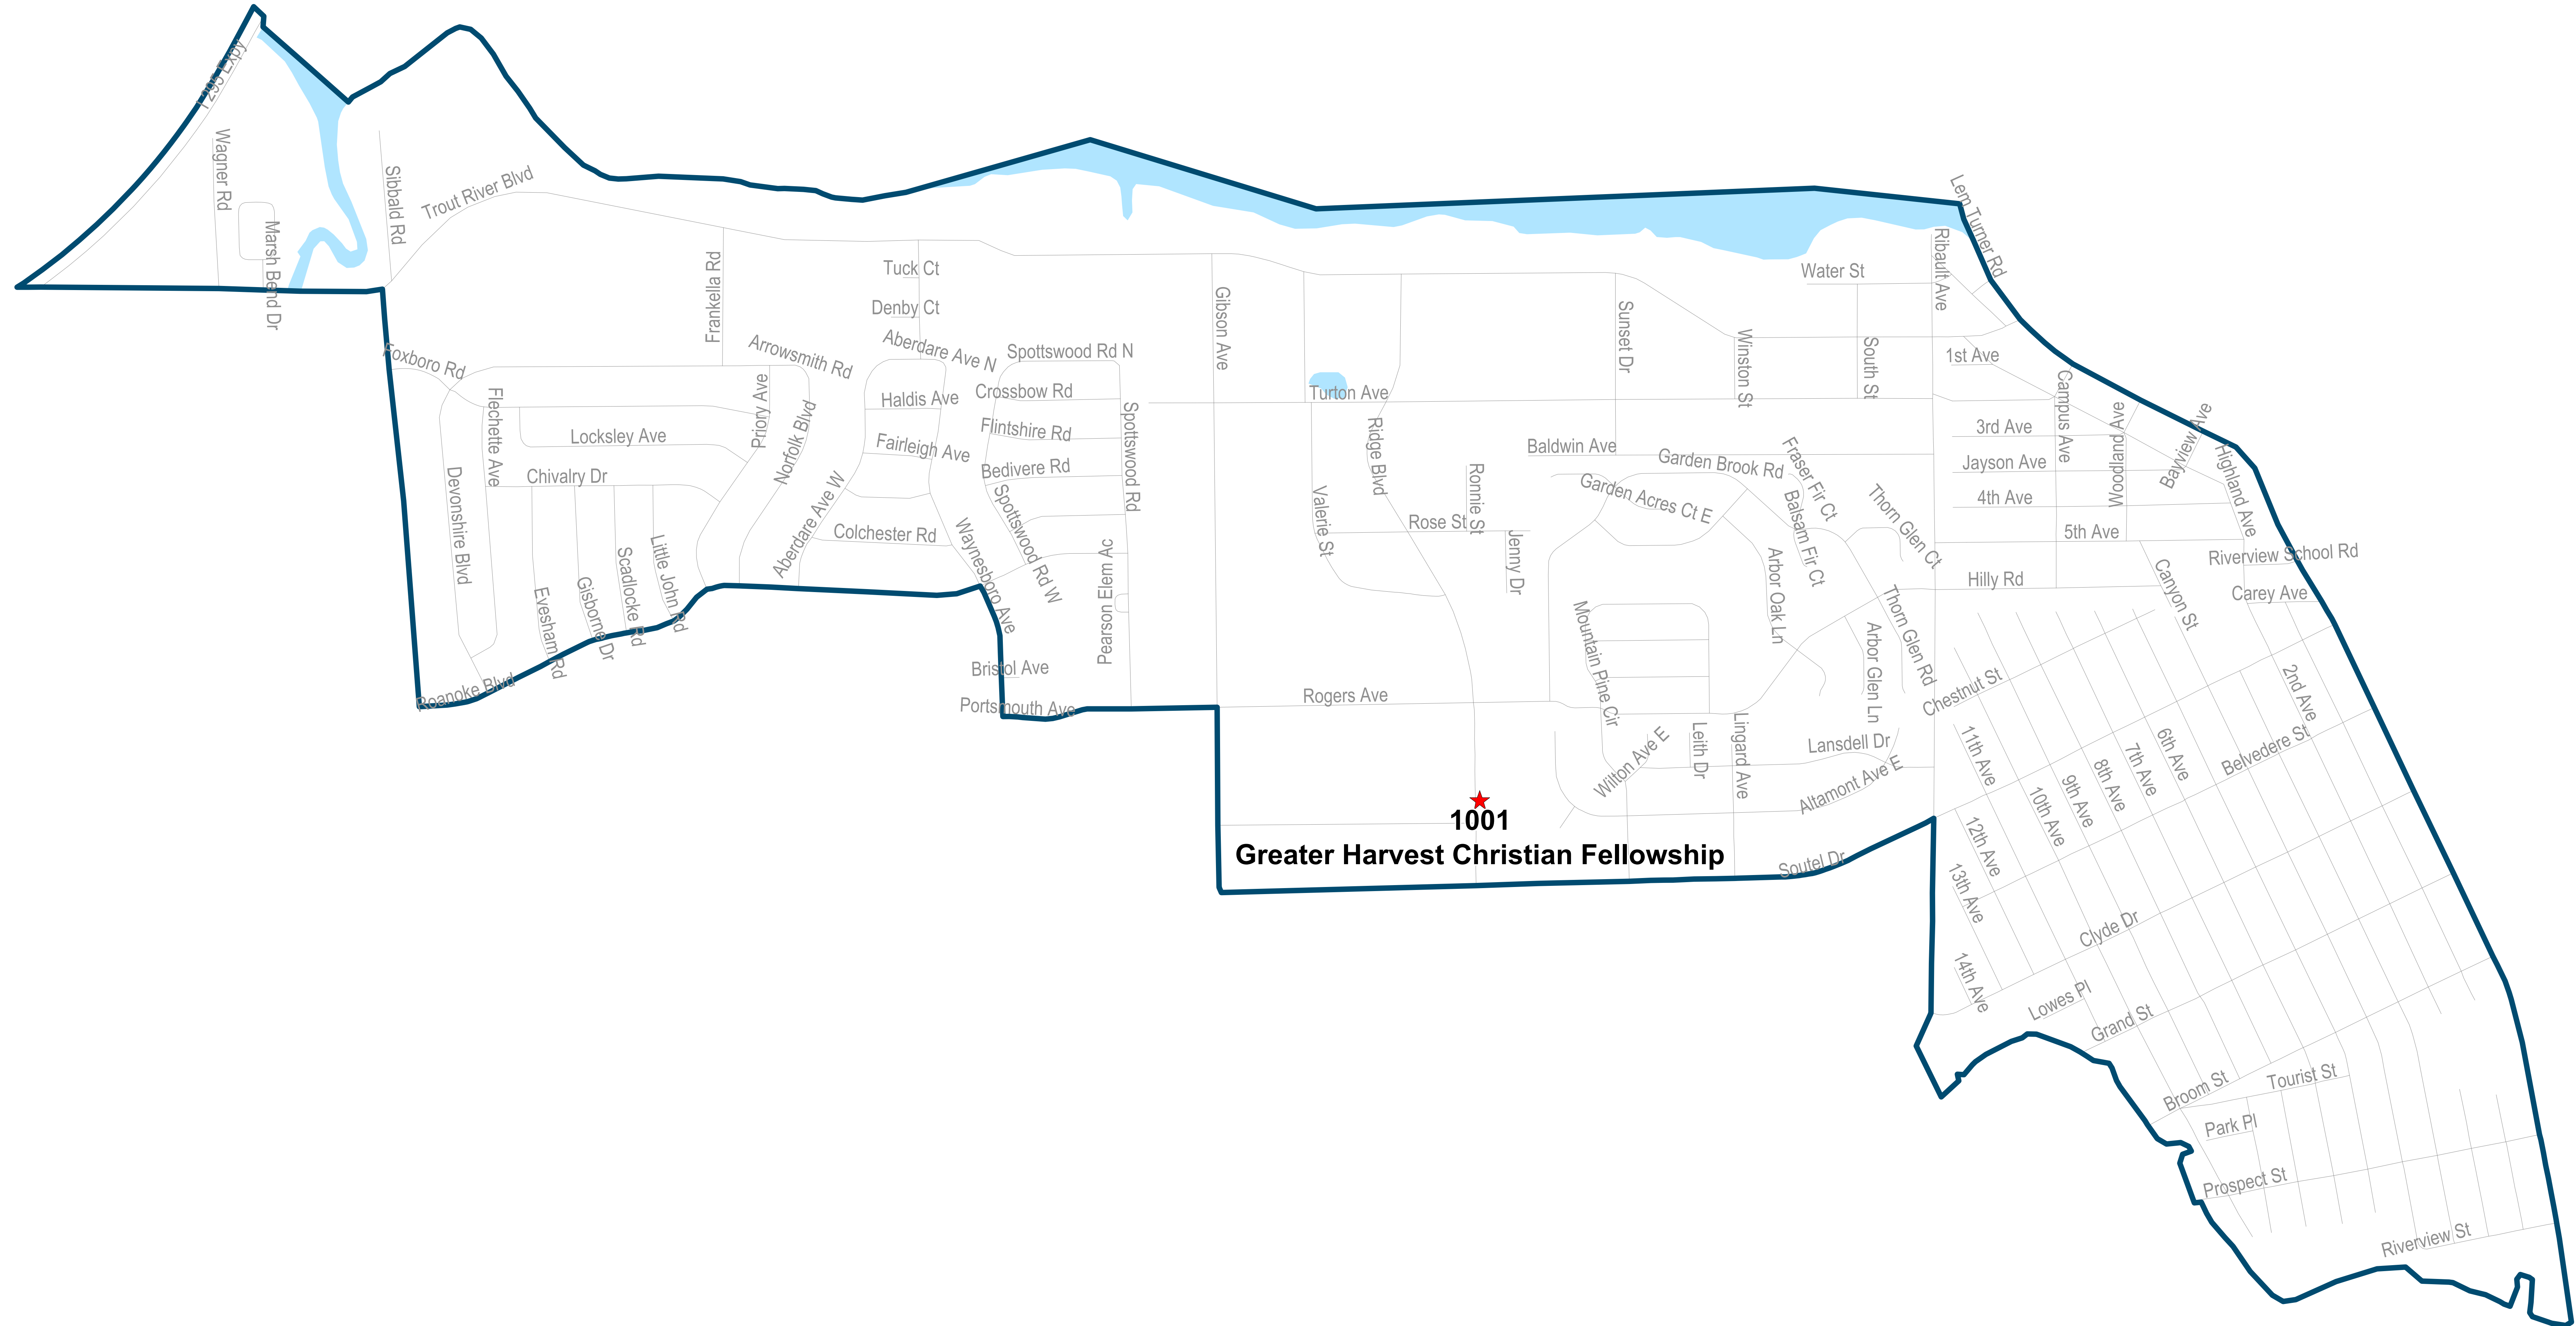 I 295 Expy
Wagner Rd
Marsh Bend Dr
Sibbald Rd
Trout River Blvd
Lem Turner Rd
Ribault Ave
Water St
Frankella Rd
Tuck Ct
Denby Ct
Gibson Ave
Sunset Dr
Winston St
South St
1st Ave
Foxboro Rd
Arrowsmith Rd
Aberdare Ave N
Spottswood Rd N
Crossbow Rd
Haldis Ave
Priory Ave
Flechette Ave
Turton Ave
Campus Ave
Woodland Ave
Bayview Ave
3rd Ave
Locksley Ave
Norfolk Blvd
Fairleigh Ave
Flintshire Rd
Spottswood Rd
Ridge Blvd
Baldwin Ave
Garden Brook Rd
Fraser Fir Ct
Jayson Ave
Highland Ave
Chivalry Dr
Devonshire Blvd
Bedivere Rd
Aberdare Ave W
Spottswood Rd W
Valerie St
Ronnie St
Garden Acres Ct E
Balsam Fir Ct
Thorn Glen Ct
4th Ave
Rose St
Colchester Rd
Waynesboro Ave
5th Ave
Riverview School Rd
Little John Rd
Scadlocke Rd
Gisborne Dr
Evesham Rd
Pearson Elem Ac
Jenny Dr
Arbor Oak Ln
Hilly Rd
Canyon St
Carey Ave
Mountain Pine Cir
Thorn Glen Rd
Arbor Glen Ln
Bristol Ave
Roanoke Blvd
Portsmouth Ave
Rogers Ave
Chestnut St
2nd Ave
Leith Dr
Lingard Ave
Lansdell Dr
Wilton Ave E
Altamont Ave E
11th Ave
6th Ave
7th Ave
8th Ave
9th Ave
10th Ave
Belvedere St
1001
Greater Harvest Christian Fellowship
Soutel Dr
12th Ave
13th Ave
14th Ave
Clyde Dr
Lowes Pl
Grand St
Broom St
Tourist St
Park Pl
Prospect St
Riverview St